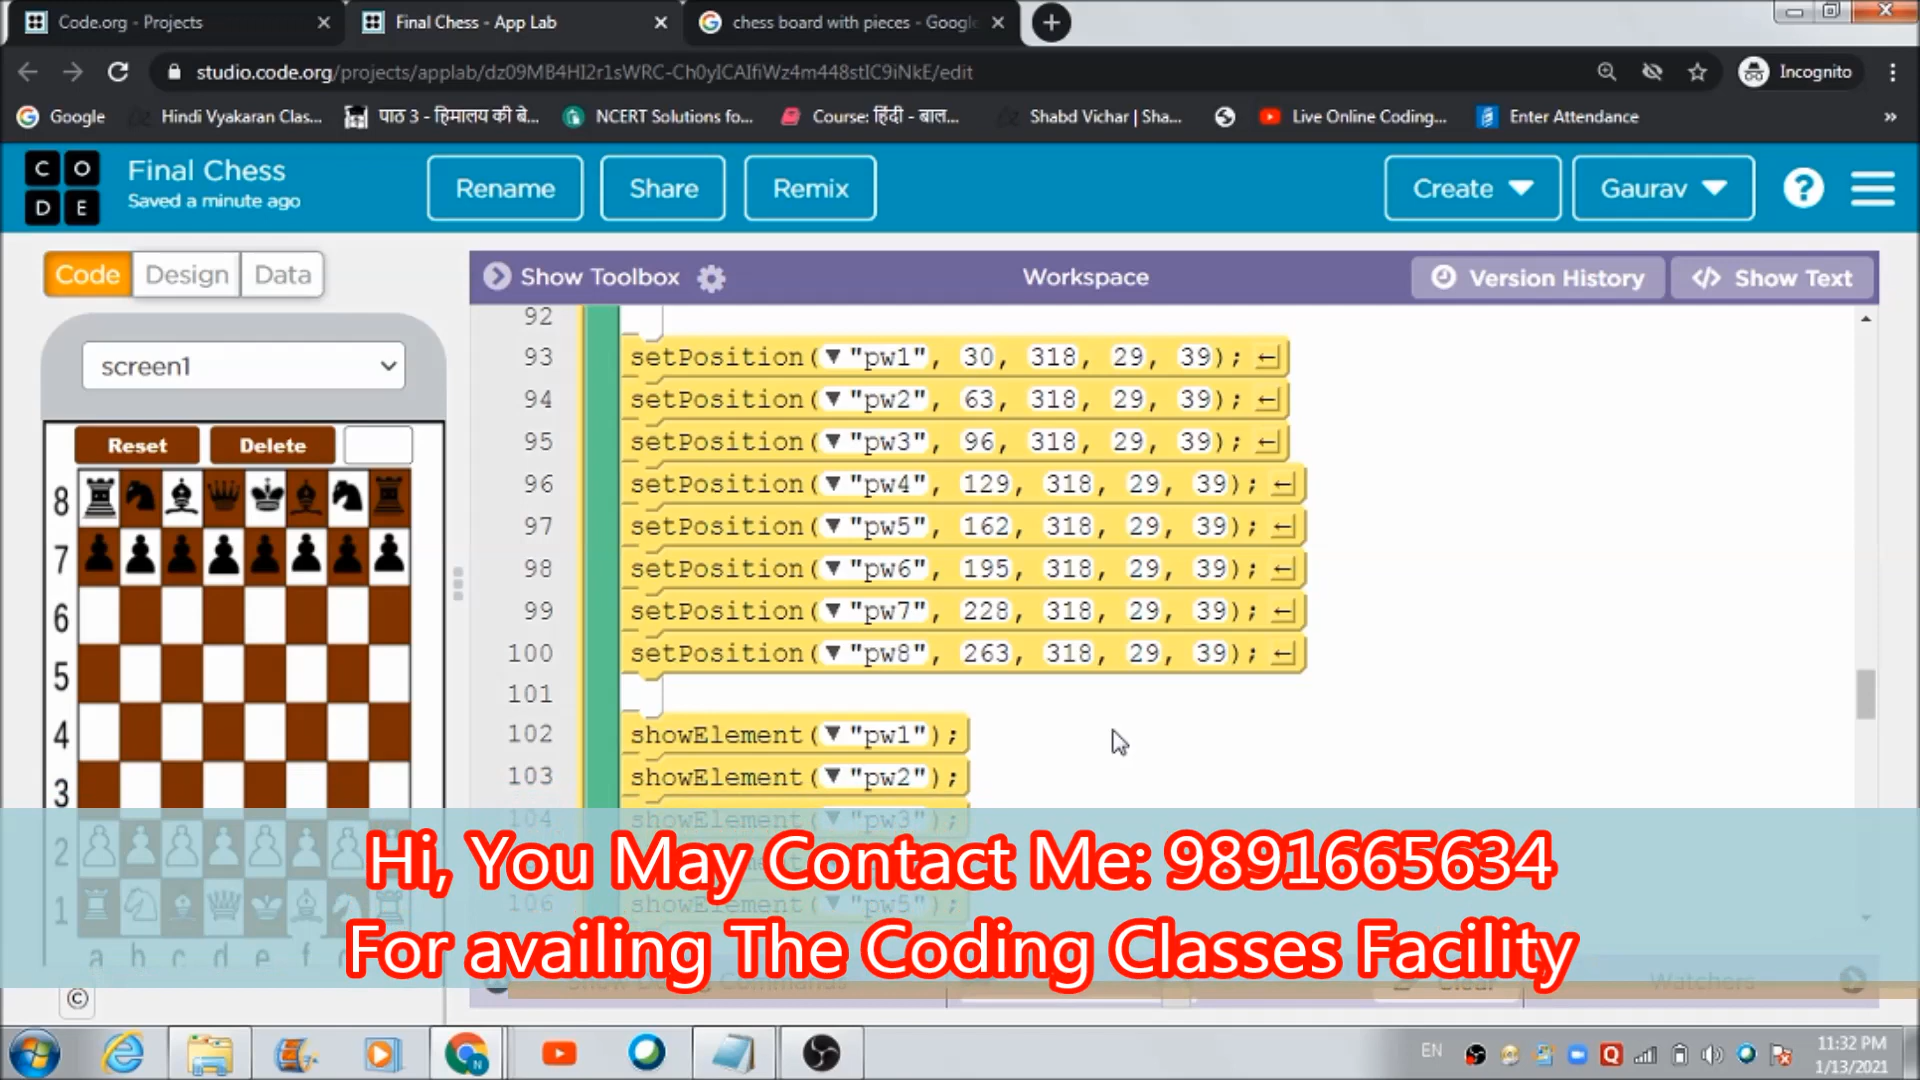 Code.org - Projects
Final Chess - App Lab
chess board with pieces - Google
studio.code.org/projects/applab/dz09MB4HI2r1sWRC-Ch0yICAIfiWz4m448stIC9iNkE/edit
Incognito
Google
Hindi Vyakaran Clas...
पाठ 3 - हिमालय की बे...
NCERT Solutions fo...
Course: हिंदी - बाल...
Shabd Vichar | Sha...
Live Online Coding...
Enter Attendance
»
C O D E
Final Chess
Saved a minute ago
Rename
Share
Remix
Create
Gaurav
?
Code
Design
Data
Show Toolbox
Workspace
Version History
</> Show Text
screen1
Reset
Delete
8
7
6
5
4
3
2
1
a b c d e f
92
93 setPosition("pw1", 30, 318, 29, 39);
94 setPosition("pw2", 63, 318, 29, 39);
95 setPosition("pw3", 96, 318, 29, 39);
96 setPosition("pw4", 129, 318, 29, 39);
97 setPosition("pw5", 162, 318, 29, 39);
98 setPosition("pw6", 195, 318, 29, 39);
99 setPosition("pw7", 228, 318, 29, 39);
100 setPosition("pw8", 263, 318, 29, 39);
101
102 showElement("pw1");
103 showElement("pw2");
104 showElement("pw3");
106 showElement("pw5");
Hi, You May Contact Me: 9891665634
For availing The Coding Classes Facility
Watchers
©
EN
11:32 PM
1/13/2021